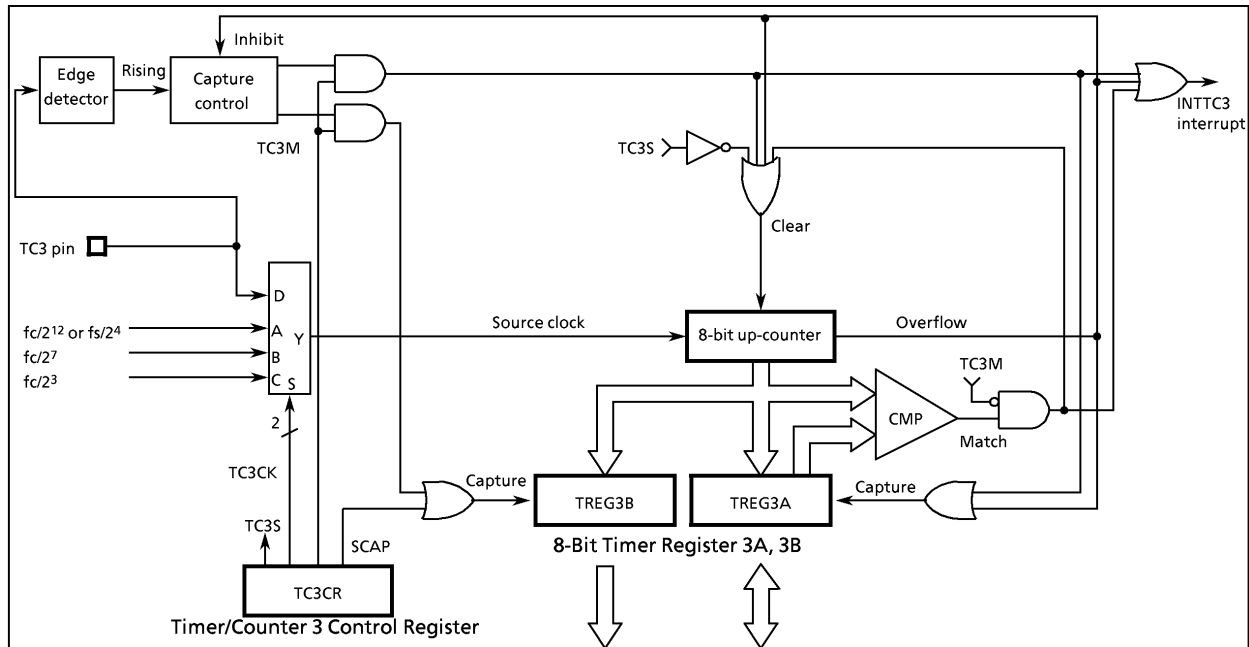 Inhibit
Edge
detector
Rising
Capture
control
TC3M
INTTC3
interrupt
TC3S
Clear
TC3 pin
D
A
B
C
S
Y
fc/2¹² or fs/2⁴
fc/2⁷
fc/2³
Source clock
8-bit up-counter
Overflow
TC3M
CMP
Match
2
TC3CK
Capture
TREG3B
TREG3A
Capture
TC3S
SCAP
8-Bit Timer Register 3A, 3B
TC3CR
Timer/Counter 3 Control Register